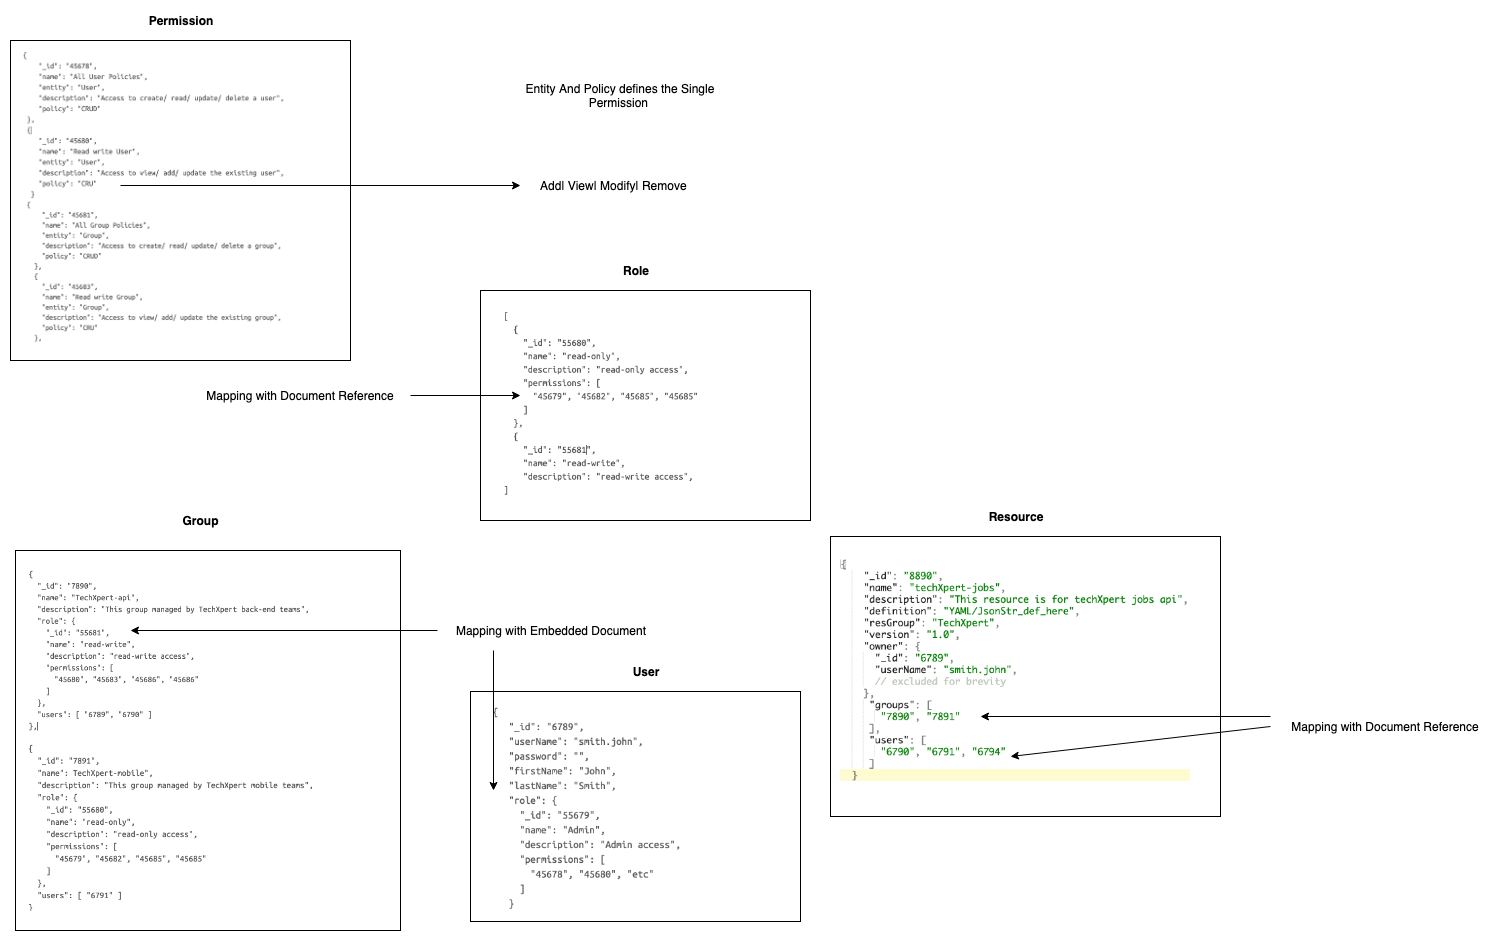 Permission
{
"_id": "45678",
"name": "All User Policies",
"entity": "User",
"description": "Access to create/ read/ update/ delete a user",
"policy": "CRUD"
},
{
"_id": "45680",
"name": "Read write User",
"entity": "User",
"description": "Access to view/ add/ update the existing user",
"policy": "CRU"
}
{
"_id": "45681",
"name": "All Group Policies",
"entity": "Group",
"description": "Access to create/ read/ update/ delete a group",
"policy": "CRUD"
},
{
"_id": "45683",
"name": "Read write Group",
"entity": "Group",
"description": "Access to view/ add/ update the existing group",
"policy": "CRU"
},
Entity And Policy defines the Single
Permission
Add| View| Modify| Remove
Role
[
{
"_id": "55680",
"name": "read-only',
"description": "read-only access',
"permissions": [
"45679", '45682", "45685", "45685"
]
},
{
"_id": "55681",
"name": "read-write",
"description": "read-write access",
]
Mapping with Document Reference
Group
{
"_id": "7890",
"name": "TechXpert-api",
"description": "This group managed by TechXpert back-end teams",
"role": {
"_id": "55681",
"name": "read-write",
"description": "read-write access",
"permissions": [
"45680", "45683", "45686", "45686"
]
},
"users": [ "6789", "6790" ]
},
{
"_id": "7891",
"name": TechXpert-mobile",
"description": "This group managed by TechXpert mobile teams",
"role": {
"_id": "55680",
"name": "read-only",
"description": "read-only access",
"permissions": [
"45679", "45682", "45685", "45685"
]
},
"users": [ "6791" ]
}
Mapping with Embedded Document
User
{
"_id": "6789",
"userName": "smith.john",
"password": "",
"firstName": "John",
"lastName": "Smith",
"role": {
"_id": "55679",
"name": "Admin",
"description": "Admin access",
"permissions": [
"45678", "45680", "etc"
]
}
Resource
{
"_id": "8890",
"name": "techXpert-jobs",
"description": "This resource is for techXpert jobs api",
"definition": "YAML/JsonStr_def_here",
"resGroup": "TechXpert",
"version": "1.0",
"owner": {
"_id": "6789",
"userName": "smith.john",
// excluded for brevity
},
"groups": [
"7890", "7891"
],
"users": [
"6790", "6791", "6794"
]
}
Mapping with Document Reference